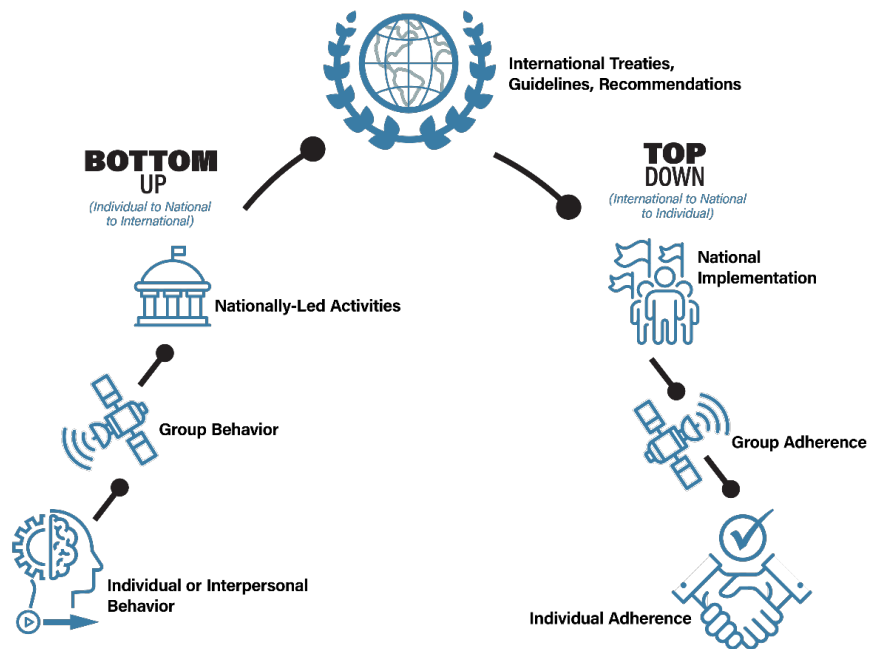 International Treaties,
Guidelines, Recommendations
BOTTOM
UP
(Individual to National
to International)
Nationally-Led Activities
Group Behavior
Individual or Interpersonal
Behavior
TOP
DOWN
(International to National
to Individual)
National
Implementation
Group Adherence
Individual Adherence